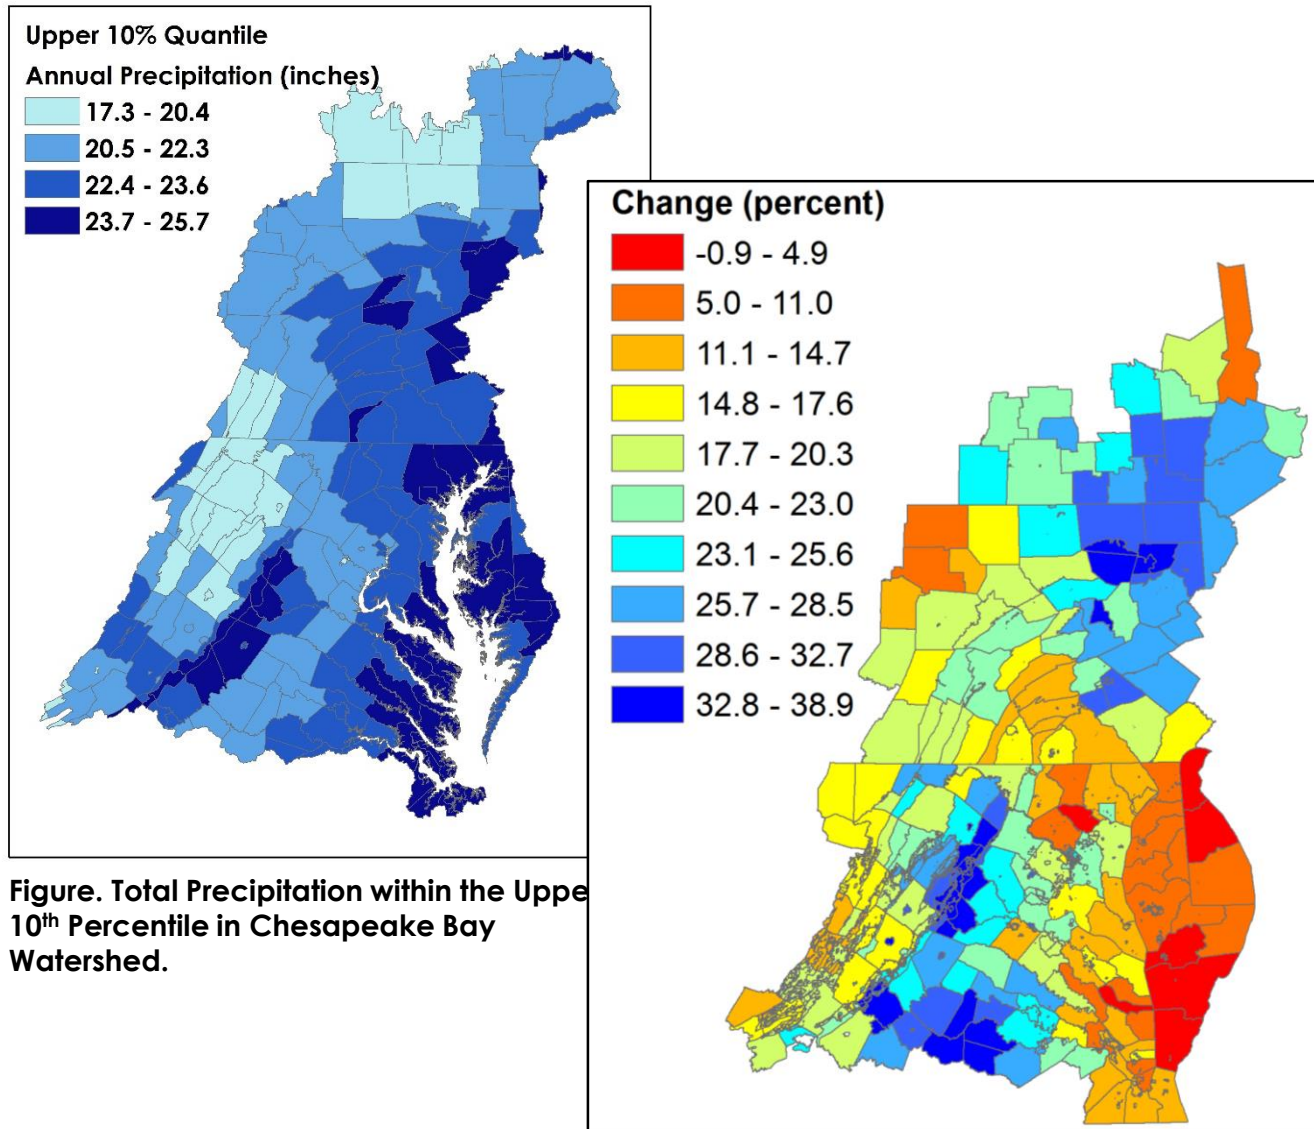 Upper 10% Quantile
Annual Precipitation (inches)
17.3 - 20.4
20.5 - 22.3
22.4 - 23.6
23.7 - 25.7
Figure. Total Precipitation within the Uppe
10th Percentile in Chesapeake Bay
Watershed.
Change (percent)
-0.9 - 4.9
5.0 - 11.0
11.1 - 14.7
14.8 - 17.6
17.7 - 20.3
20.4 - 23.0
23.1 - 25.6
25.7 - 28.5
28.6 - 32.7
32.8 - 38.9